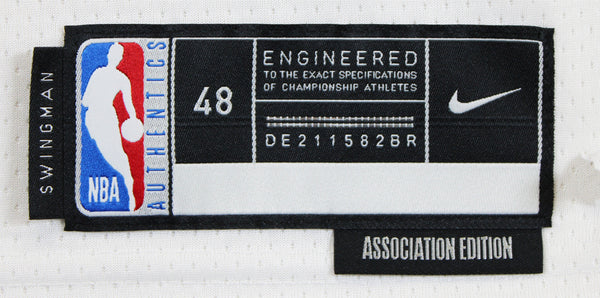 SWINGMAN
NBA
AUTHENTICS
48
ENGINEERED
TO THE EXACT SPECIFICATIONS
OF CHAMPIONSHIP ATHLETES
DE211582BR
ASSOCIATION EDITION